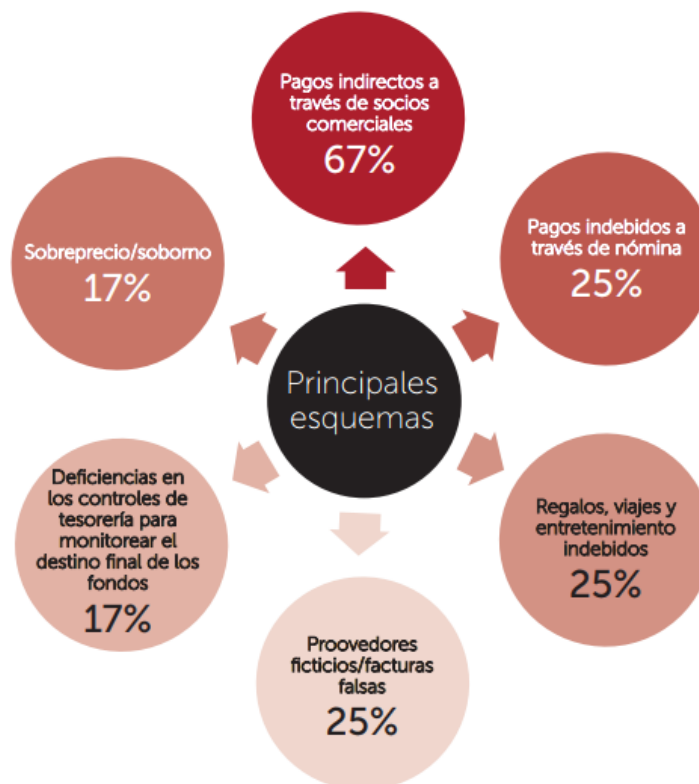 Pagos indirectos a
través de socios
comerciales
67%
Sobreprecio/soborno
17%
Pagos indebidos a
través de nómina
25%
Principales
esquemas
Deficiencias en
los controles de
tesorería para
monitorear el
destino final de los
fondos
17%
Regalos, viajes y
entretenimiento
indebidos
25%
Proovedores
ficticios/facturas
falsas
25%